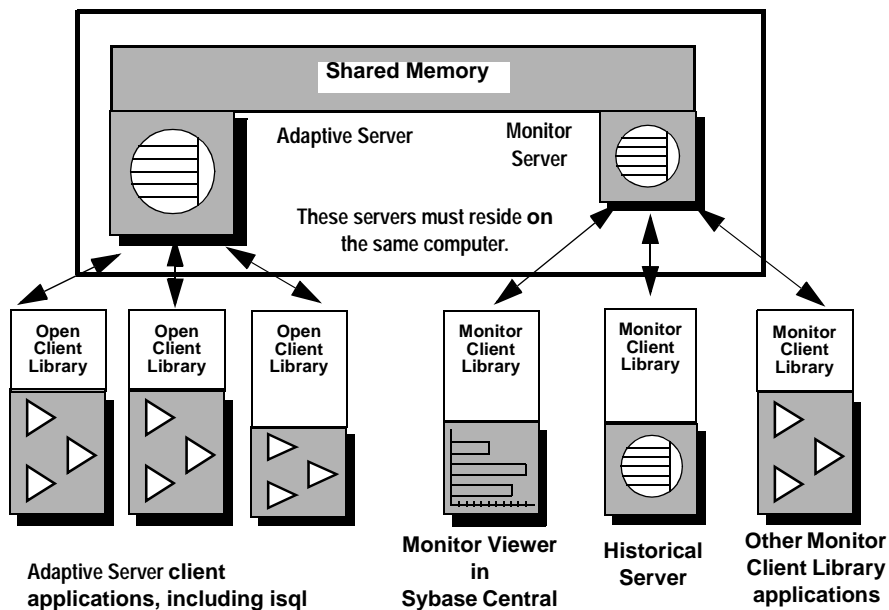 Shared Memory
Adaptive Server
Monitor
Server
These servers must reside on
the same computer.
Open
Client
Library
Open
Client
Library
Open
Client
Library
Monitor
Client
Library
Monitor
Client
Library
Monitor
Client
Library
Adaptive Server client
applications, including isql
Monitor Viewer
in
Sybase Central
Historical
Server
Other Monitor
Client Library
applications